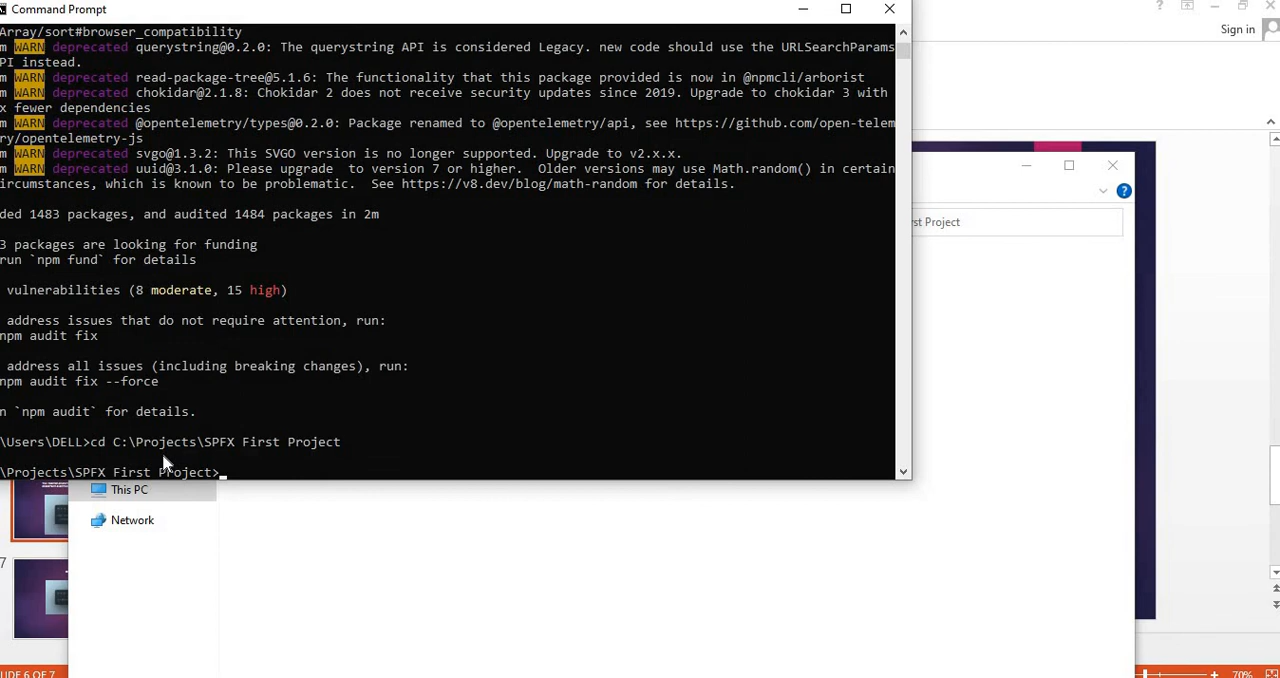 Command Prompt
Array/sort#browser_compatibility
m WARN deprecated querystring@0.2.0: The querystring API is considered Legacy. new code should use the URLSearchParams
PI instead.
m WARN deprecated read-package-tree@5.1.6: The functionality that this package provided is now in @npmcli/arborist
m WARN deprecated chokidar@2.1.8: Chokidar 2 does not receive security updates since 2019. Upgrade to chokidar 3 with
x fewer dependencies
m WARN deprecated @opentelemetry/types@0.2.0: Package renamed to @opentelemetry/api, see https://github.com/open-telem
ry/opentelemetry-js
m WARN deprecated svgo@1.3.2: This SVGO version is no longer supported. Upgrade to v2.x.x.
m WARN deprecated uuid@3.1.0: Please upgrade  to version 7 or higher.  Older versions may use Math.random() in certain
circumstances, which is known to be problematic.  See https://v8.dev/blog/math-random for details.
ded 1483 packages, and audited 1484 packages in 2m
3 packages are looking for funding
run `npm fund` for details
vulnerabilities (8 moderate, 15 high)
address issues that do not require attention, run:
npm audit fix
address all issues (including breaking changes), run:
npm audit fix --force
n `npm audit` for details.
\Users\DELL>cd C:\Projects\SPFX First Project
\Projects\SPFX First Project>
Sign in
rst Project
This PC
Network
7
LIDE 6 OF 7
70%